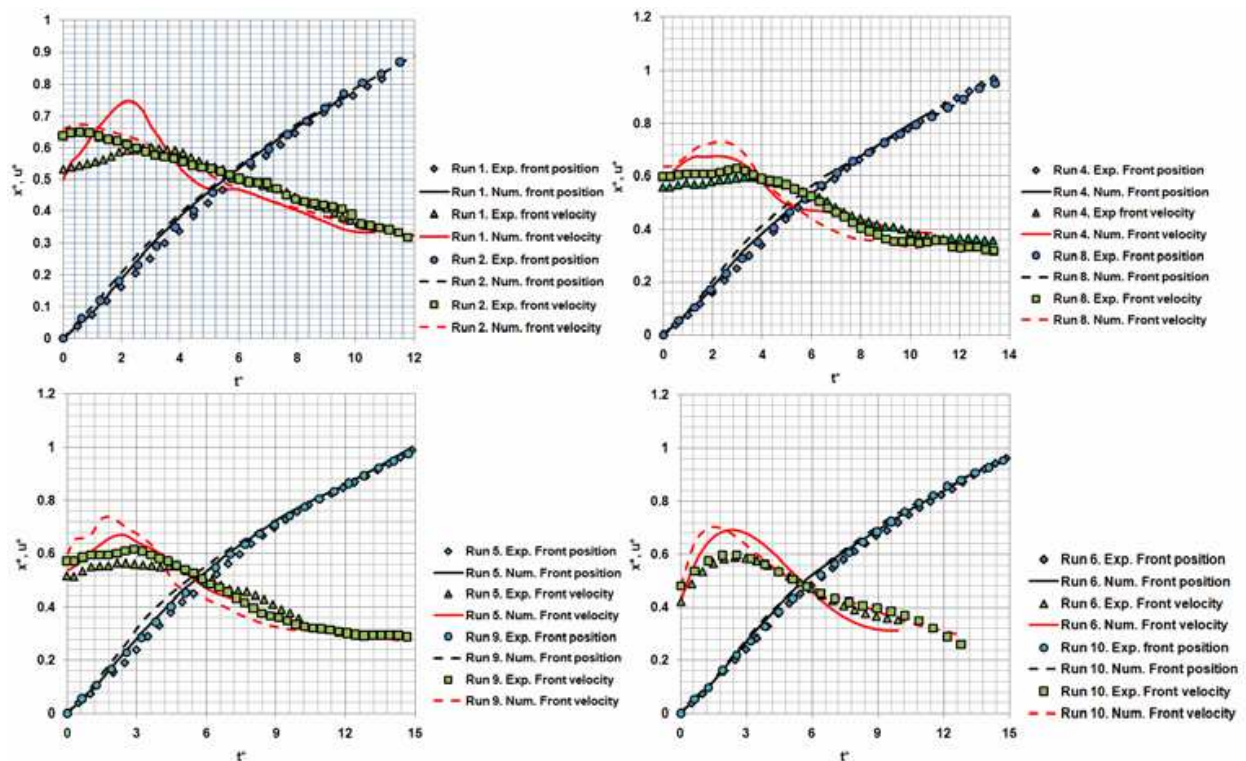 1
0.9
0.8
0.7
0.6
0.5
0.4
0.3
0.2
0.1
0
x*, u*
0 2 4 6 8 10 12
t*
Run 1. Exp. front position
Run 1. Num. front position
Run 1. Exp. front velocity
Run 1. Num. front velocity
Run 2. Exp. front position
Run 2. Num. front position
Run 2. Exp. front velocity
Run 2. Num. front velocity
1.2
1
0.8
0.6
0.4
0.2
0
x*, u*
0 2 4 6 8 10 12 14
t*
Run 4. Exp. Front position
Run 4. Num. Front position
Run 4. Exp front velocity
Run 4. Num. Front velocity
Run 8. Exp. Front position
Run 8. Num. Front position
Run 8. Exp. Front velocity
Run 8. Num. Front velocity
1.2
1
0.8
0.6
0.4
0.2
0
x*, u*
0 3 6 9 12 15
t*
Run 5. Exp. Front position
Run 5. Num. Front position
Run 5. Exp. Front velocity
Run 5. Num. Front velocity
Run 9. Exp. Front position
Run 9. Num. Front position
Run 9. Exp. Front velocity
Run 9. Num. Front velocity
1.2
1
0.8
0.6
0.4
0.2
0
x*, u*
0 3 6 9 12 15
t*
Run 6. Exp. Front position
Run 6. Num. Front position
Run 6. Exp. Front velocity
Run 6. Num. Front velocity
Run 10. Exp. front position
Run 10. Num. Front position
Run 10. Exp. Front velocity
Run 10. Num. Front velocity